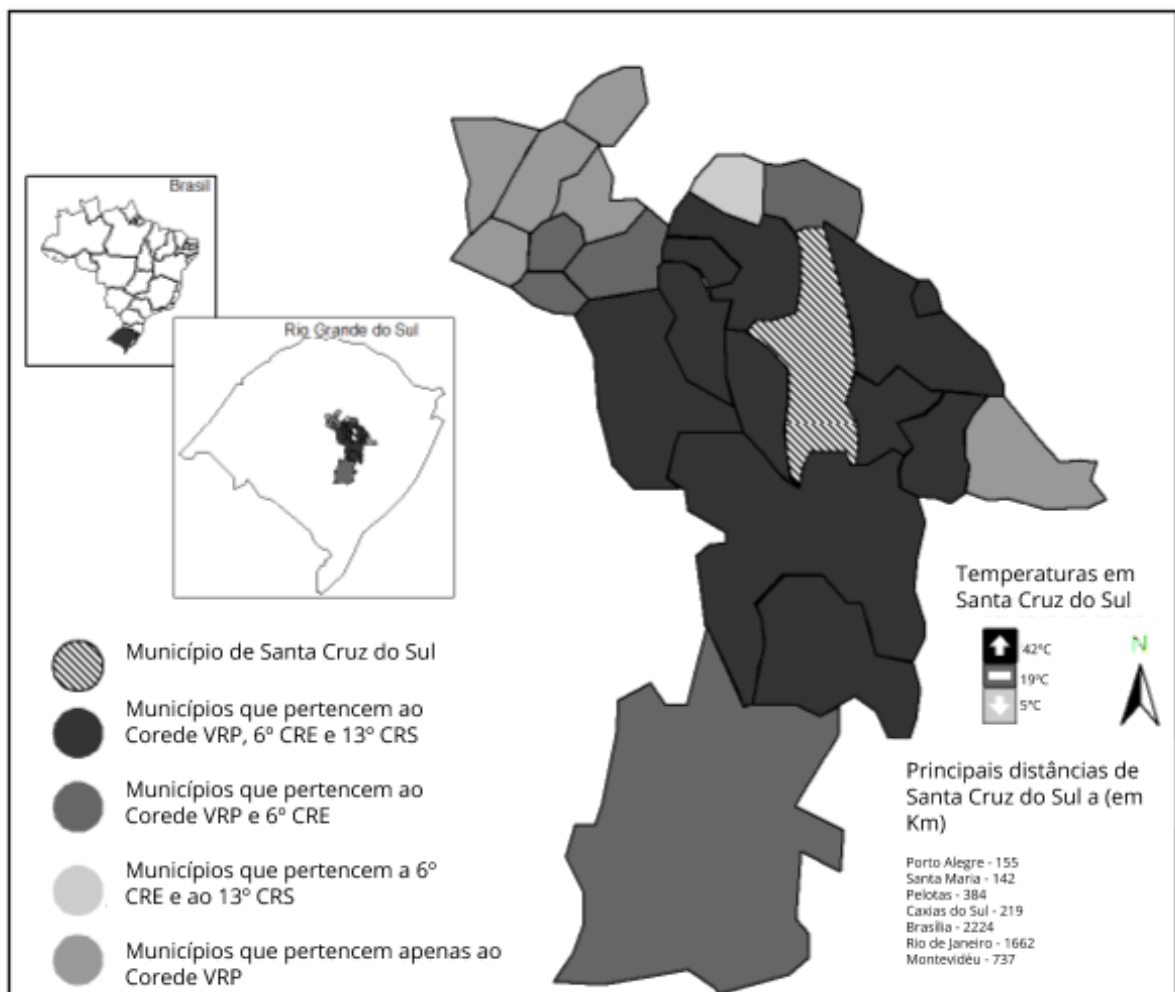 Brasil
Rio Grande do Sul
Município de Santa Cruz do Sul
Municípios que pertencem ao
Corede VRP, 6º CRE e 13º CRS
Municípios que pertencem ao
Corede VRP e 6º CRE
Municípios que pertencem a 6º
CRE e ao 13º CRS
Municípios que pertencem apenas ao
Corede VRP
Temperaturas em
Santa Cruz do Sul
42ºC
19ºC
5ºC
N
Principais distâncias de
Santa Cruz do Sul a (em
Km)
Porto Alegre - 155
Santa Maria - 142
Pelotas - 384
Caxias do Sul - 219
Brasília - 2224
Rio de Janeiro - 1662
Montevidéu - 737